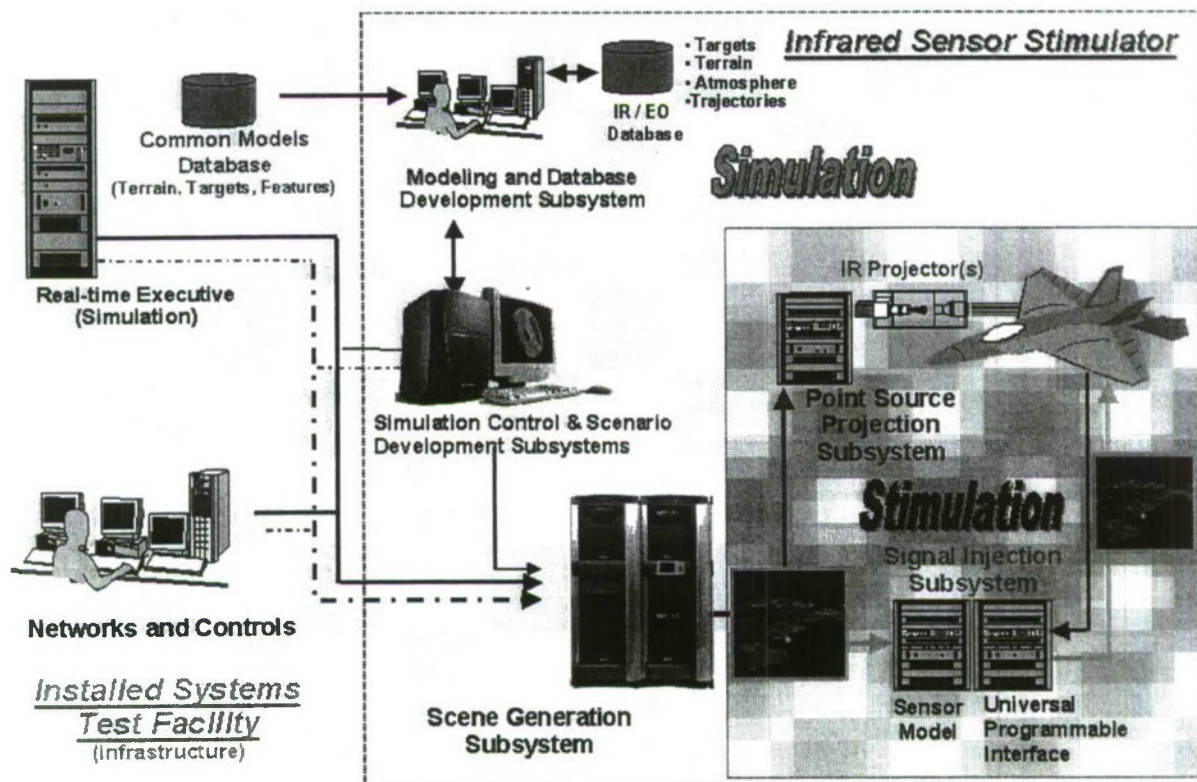 Infrared Sensor Stimulator
• Targets
• Terrain
• Atmosphere
•Trajectories
IR / EO
Database
Common Models
Database
(Terrain, Targets, Features)
Modeling and Database
Development Subsystem
Simulation
Real-time Executive
(Simulation)
IR Projector(s)
Simulation Control & Scenario
Development Subsystems
Point Source
Projection
Subsystem
Stimulation
Signal Injection
Subsystem
Networks and Controls
Installed Systems
Test Facility
(infrastructure)
Scene Generation
Subsystem
Sensor
Model
Universal
Programmable
Interface